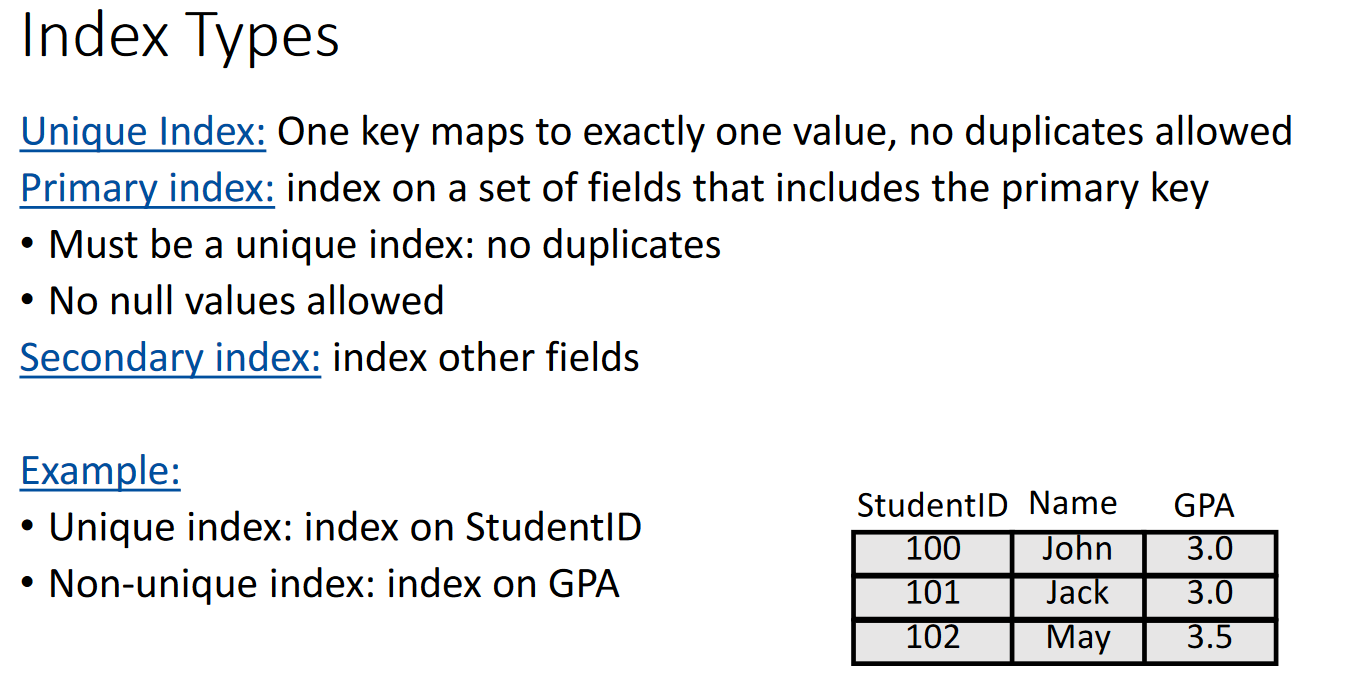 Index Types
Unique Index: One key maps to exactly one value, no duplicates allowed
Primary index: index on a set of fields that includes the primary key
• Must be a unique index: no duplicates
• No null values allowed
Secondary index: index other fields
Example:
• Unique index: index on StudentID
• Non-unique index: index on GPA
StudentID Name GPA
100 John 3.0
101 Jack 3.0
102 May 3.5